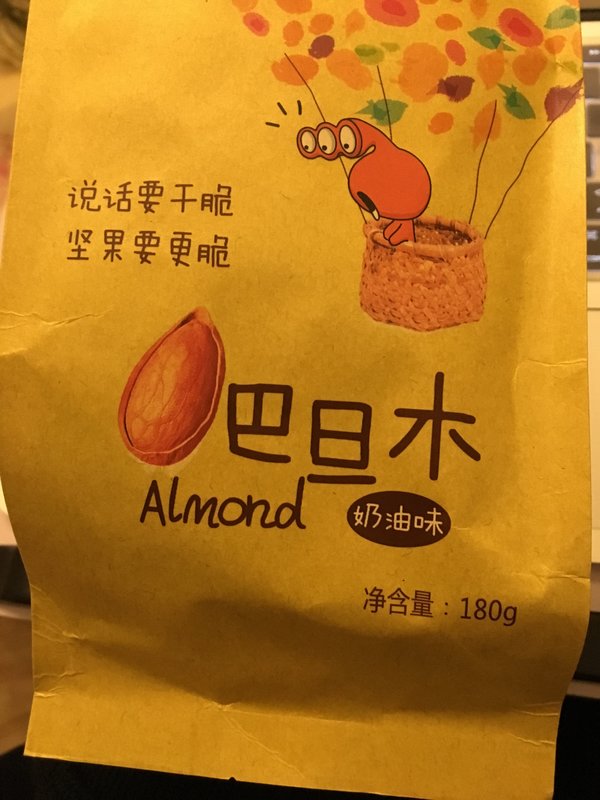 说话要干脆
坚果要更脆
巴旦木
Almond
奶油味
净含量：180g